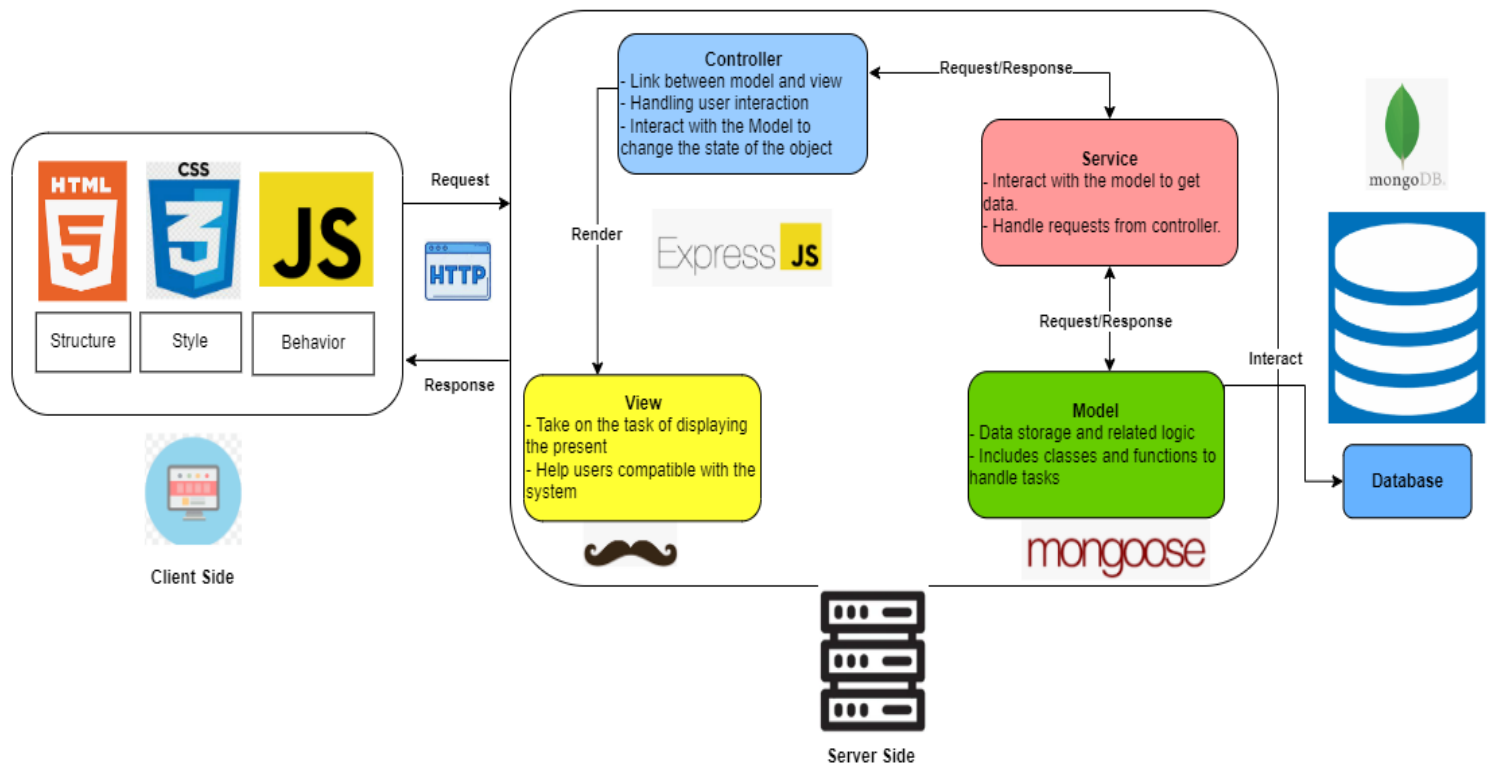 HTML
5
Structure
CSS
3
Style
JS
Behavior
Client Side
Request
HTTP
Response
Controller
- Link between model and view
- Handling user interaction
- Interact with the Model to
change the state of the object
Request/Response
Render
Express JS
Service
- Interact with the model to get
data.
- Handle requests from controller.
Request/Response
View
- Take on the task of displaying
the present
- Help users compatible with the
system
Model
- Data storage and related logic
- Includes classes and functions to
handle tasks
mongoose
Interact
mongoDB.
Database
Server Side